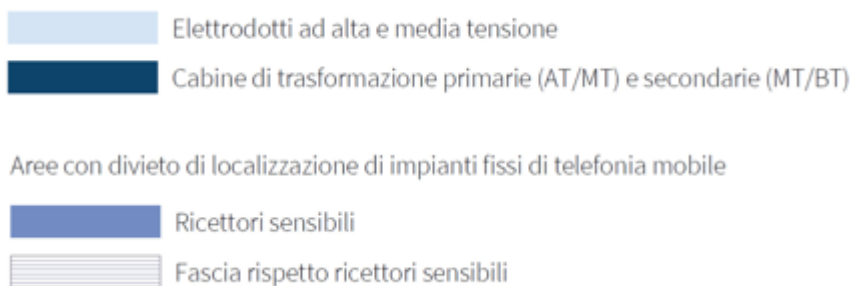 Elettrodotti ad alta e media tensione
Cabine di trasformazione primarie (AT/MT) e secondarie (MT/BT)
Aree con divieto di localizzazione di impianti fissi di telefonia mobile
Ricettori sensibili
Fascia rispetto ricettori sensibili